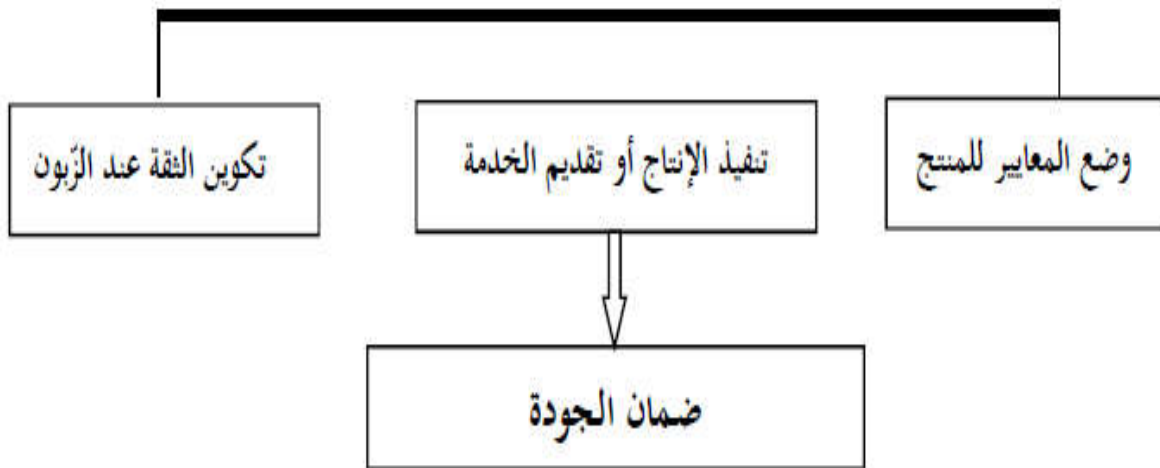 وضع المعايير للمنتج
تنفيذ الإنتاج أو تقديم الخدمة
تكوين الثقة عند الزّبون
ضمان الجودة